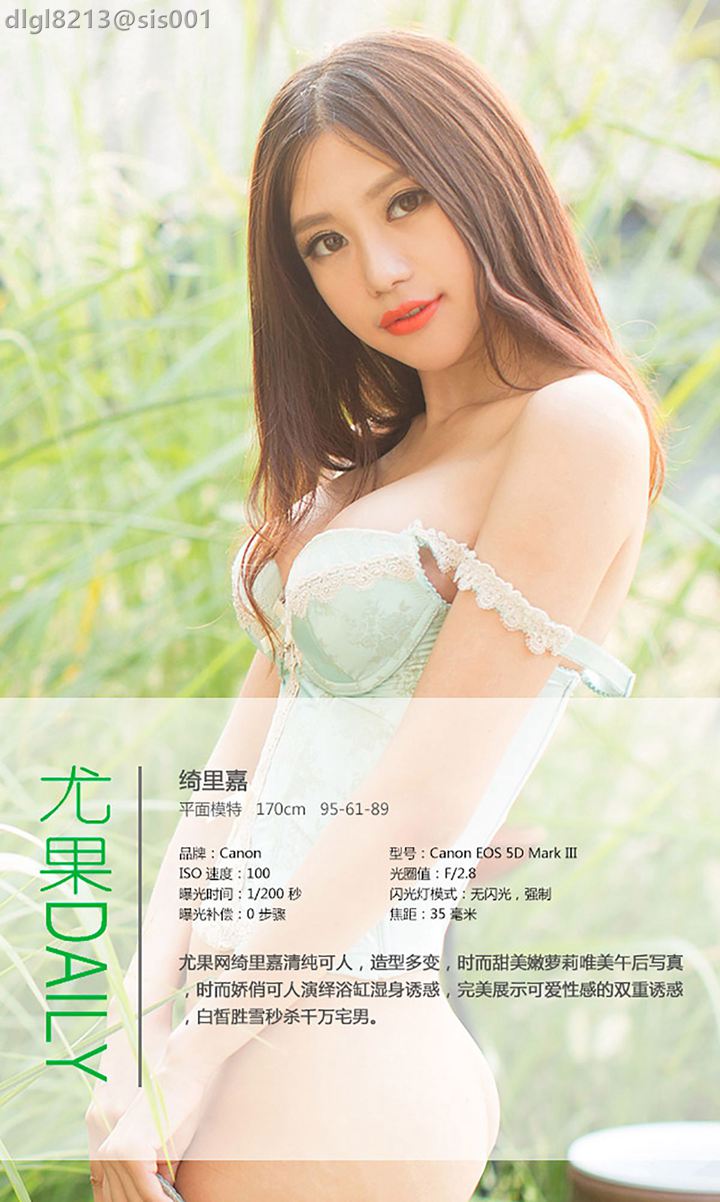 dlgl8213@sis001
尤果DAILY
绮里嘉
平面模特 170cm 95-61-89
品牌：Canon
型号：Canon EOS 5D Mark III
ISO 速度：100
光圈值：F/2.8
曝光时间：1/200 秒
闪光灯模式：无闪光，强制
曝光补偿：0 步骤
焦距：35 毫米
尤果网绮里嘉清纯可人，造型多变，时而甜美嫩萝莉唯美午后写真
，时而娇俏可人演绎浴缸湿身诱惑，完美展示可爱性感的双重诱惑
，白皙胜雪秒杀千万宅男。